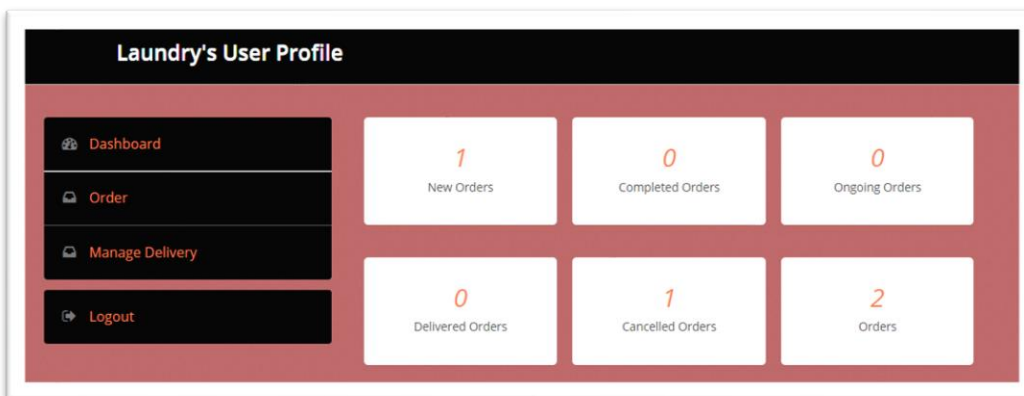 Laundry's User Profile
Dashboard
Order
Manage Delivery
Logout
1
New Orders
0
Completed Orders
0
Ongoing Orders
0
Delivered Orders
1
Cancelled Orders
2
Orders